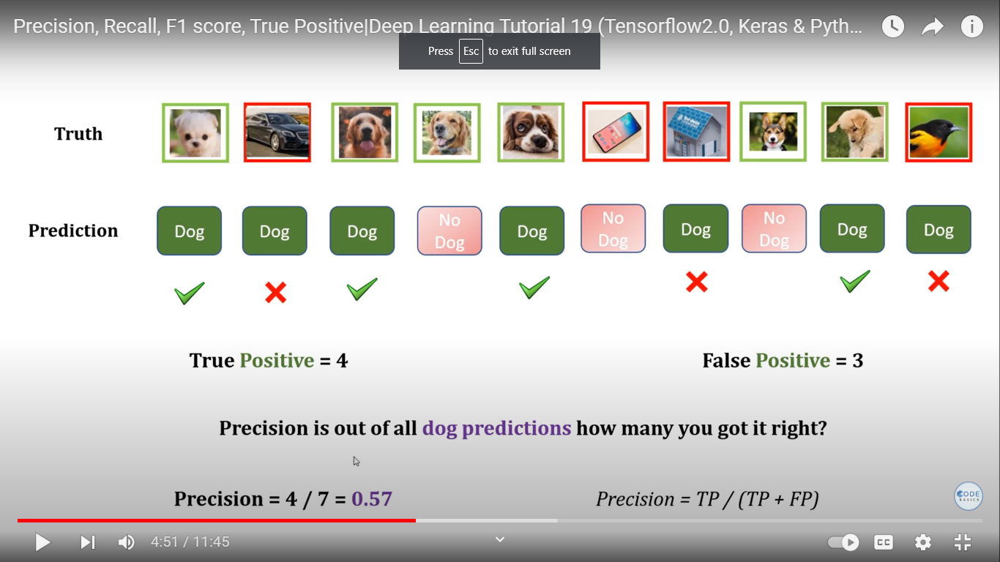 Precision, Recall, F1 score, True Positive|Deep Learning Tutorial 19 (Tensorflow2.0, Keras & Pyth...
Press Esc to exit full screen
Truth
Prediction
Dog
Dog
Dog
No
Dog
Dog
No
Dog
Dog
No
Dog
Dog
Dog
True Positive = 4
False Positive = 3
Precision is out of all dog predictions how many you got it right?
Precision = 4 / 7 = 0.57
Precision = TP / (TP + FP)
CODE
BASICS
4:51 / 11:45
CC